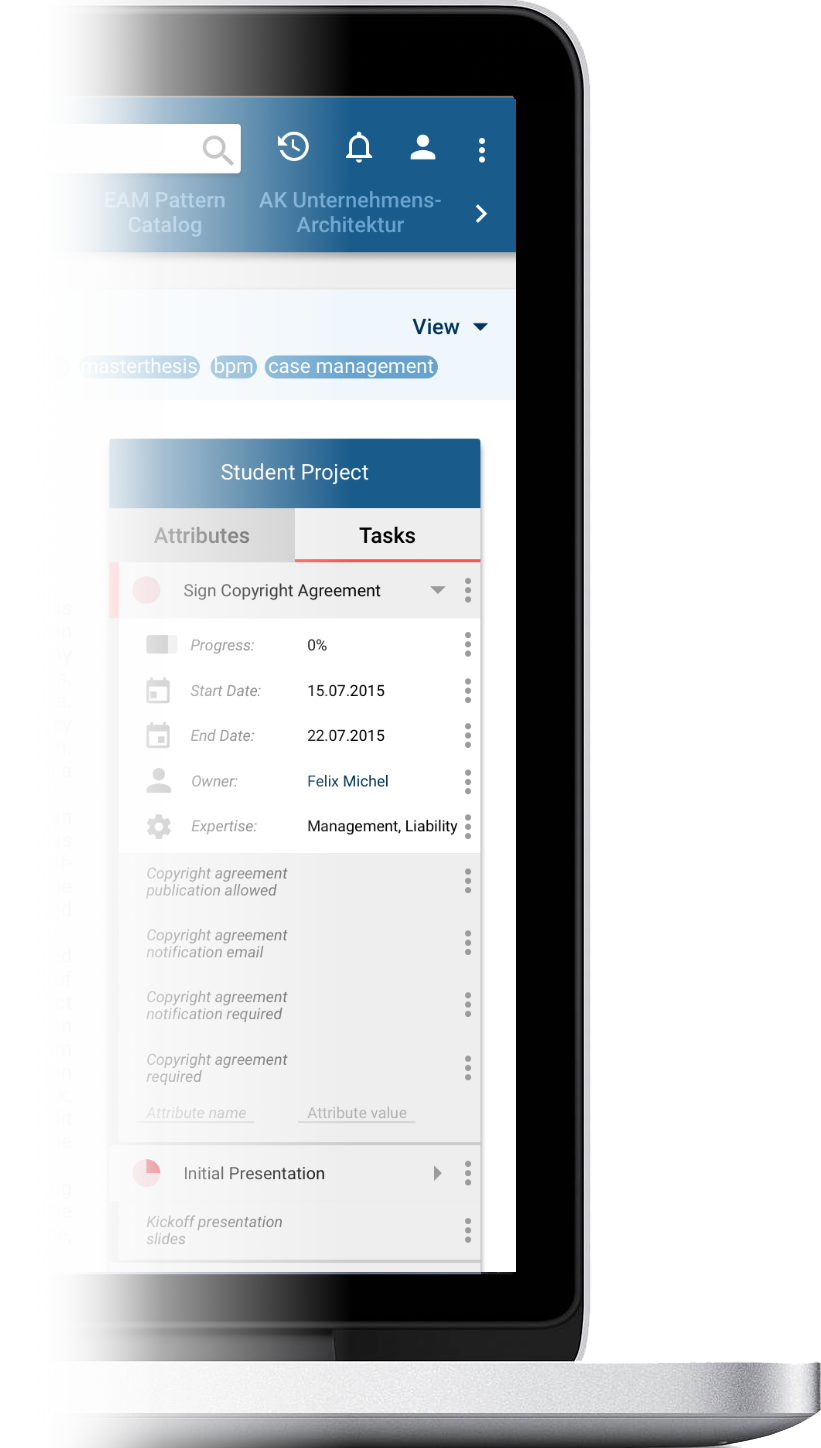 EAM Pattern
Catalog
AK Unternehmens-
Architektur
View
masterthesis bpm case management
Student Project
Attributes Tasks
Sign Copyright Agreement
Progress: 0%
Start Date: 15.07.2015
End Date: 22.07.2015
Owner: Felix Michel
Expertise: Management, Liability
Copyright agreement
publication allowed
Copyright agreement
notification email
Copyright agreement
notification required
Copyright agreement
required
Attribute name Attribute value
Initial Presentation
Kickoff presentation
slides